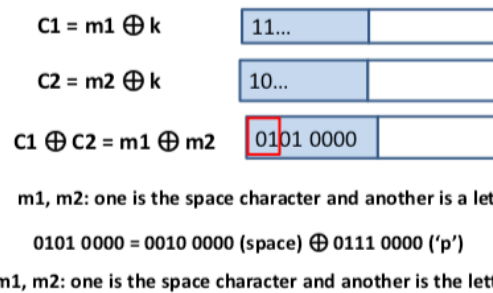 C1 = m1 ⊕ k 11...
C2 = m2 ⊕ k 10...
C1 ⊕ C2 = m1 ⊕ m2 0101 0000
m1, m2: one is the space character and another is a let
0101 0000 = 0010 0000 (space) ⊕ 0111 0000 (‘p’)
m1, m2: one is the space character and another is the lett